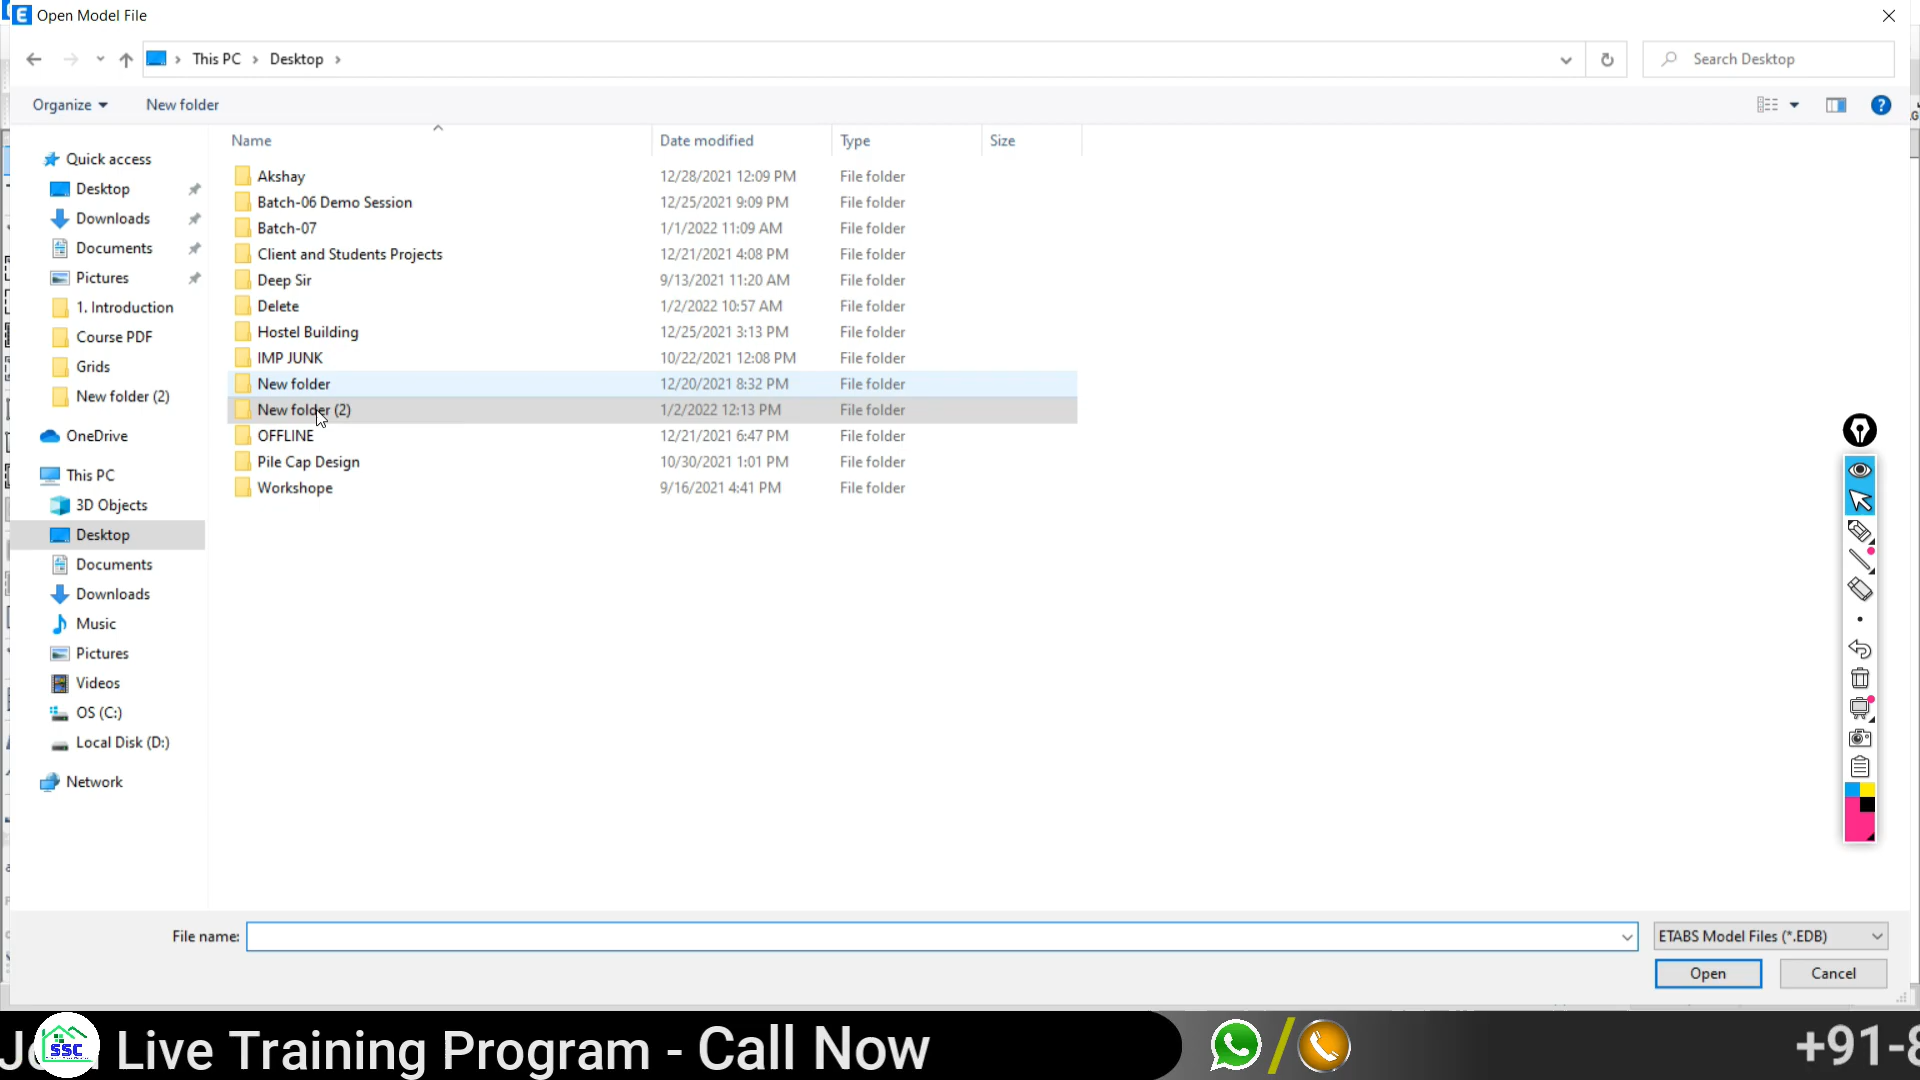 Open Model File
This PC > Desktop >
Search Desktop
Organize
New folder
Name
Date modified
Type
Size
Quick access
Desktop
Downloads
Documents
Pictures
1. Introduction
Course PDF
Grids
New folder (2)
OneDrive
This PC
3D Objects
Desktop
Documents
Downloads
Music
Pictures
Videos
OS (C:)
Local Disk (D:)
Network
Akshay 12/28/2021 12:09 PM File folder
Batch-06 Demo Session 12/25/2021 9:09 PM File folder
Batch-07 1/1/2022 11:09 AM File folder
Client and Students Projects 12/21/2021 4:08 PM File folder
Deep Sir 9/13/2021 11:20 AM File folder
Delete 1/2/2022 10:57 AM File folder
Hostel Building 12/25/2021 3:13 PM File folder
IMP JUNK 10/22/2021 12:08 PM File folder
New folder 12/20/2021 8:32 PM File folder
New folder (2) 1/2/2022 12:13 PM File folder
OFFLINE 12/21/2021 6:47 PM File folder
Pile Cap Design 10/30/2021 1:01 PM File folder
Workshope 9/16/2021 4:41 PM File folder
File name:
ETABS Model Files (*.EDB)
Open
Cancel
SSC
Live Training Program - Call Now
+91-8